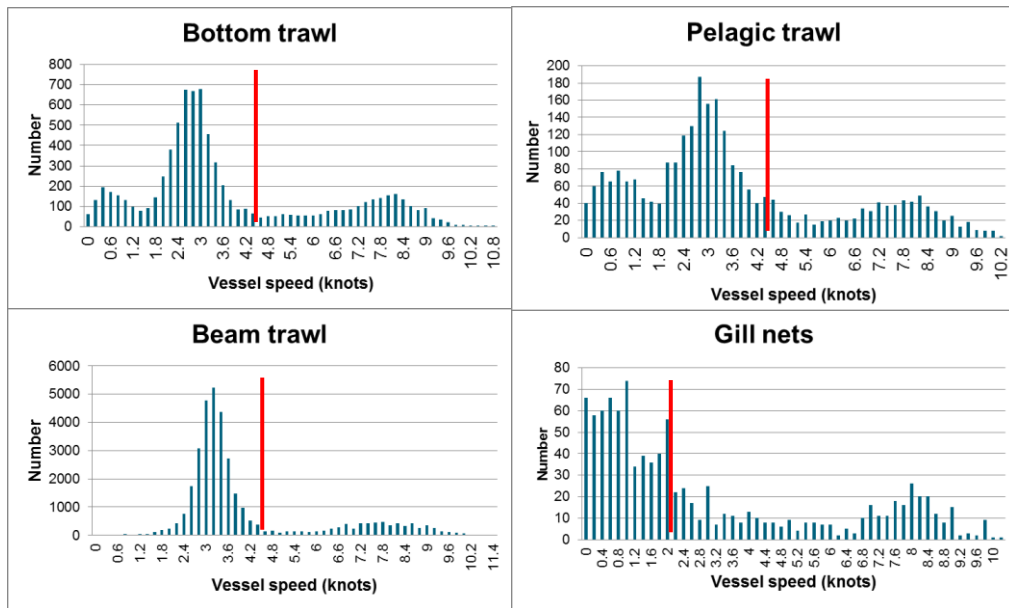 Bottom trawl
800
700
600
500
400
300
200
100
0
Number
0 0.6 1.2 1.8 2.4 3 3.6 4.2 4.8 5.4 6 6.6 7.2 7.8 8.4 9 9.6 10.2 10.8
Vessel speed (knots)
Pelagic trawl
200
180
160
140
120
100
80
60
40
20
0
Number
0 0.6 1.2 1.8 2.4 3 3.6 4.2 4.8 5.4 6 6.6 7.2 7.8 8.4 9 9.6 10.2
Vessel speed (knots)
Beam trawl
6000
5000
4000
3000
2000
1000
0
Number
0 0.6 1.2 1.8 2.4 3 3.6 4.2 4.8 5.4 6 6.6 7.2 7.8 8.4 9 9.6 10.2 11.4
Vessel speed (knots)
Gill nets
80
70
60
50
40
30
20
10
0
Number
0 0.4 0.8 1.2 1.6 2 2.4 2.8 3.2 3.6 4 4.4 4.8 5.2 5.6 6 6.4 6.8 7.2 7.6 8 8.4 8.8 9.2 9.6 10
Vessel speed (knots)